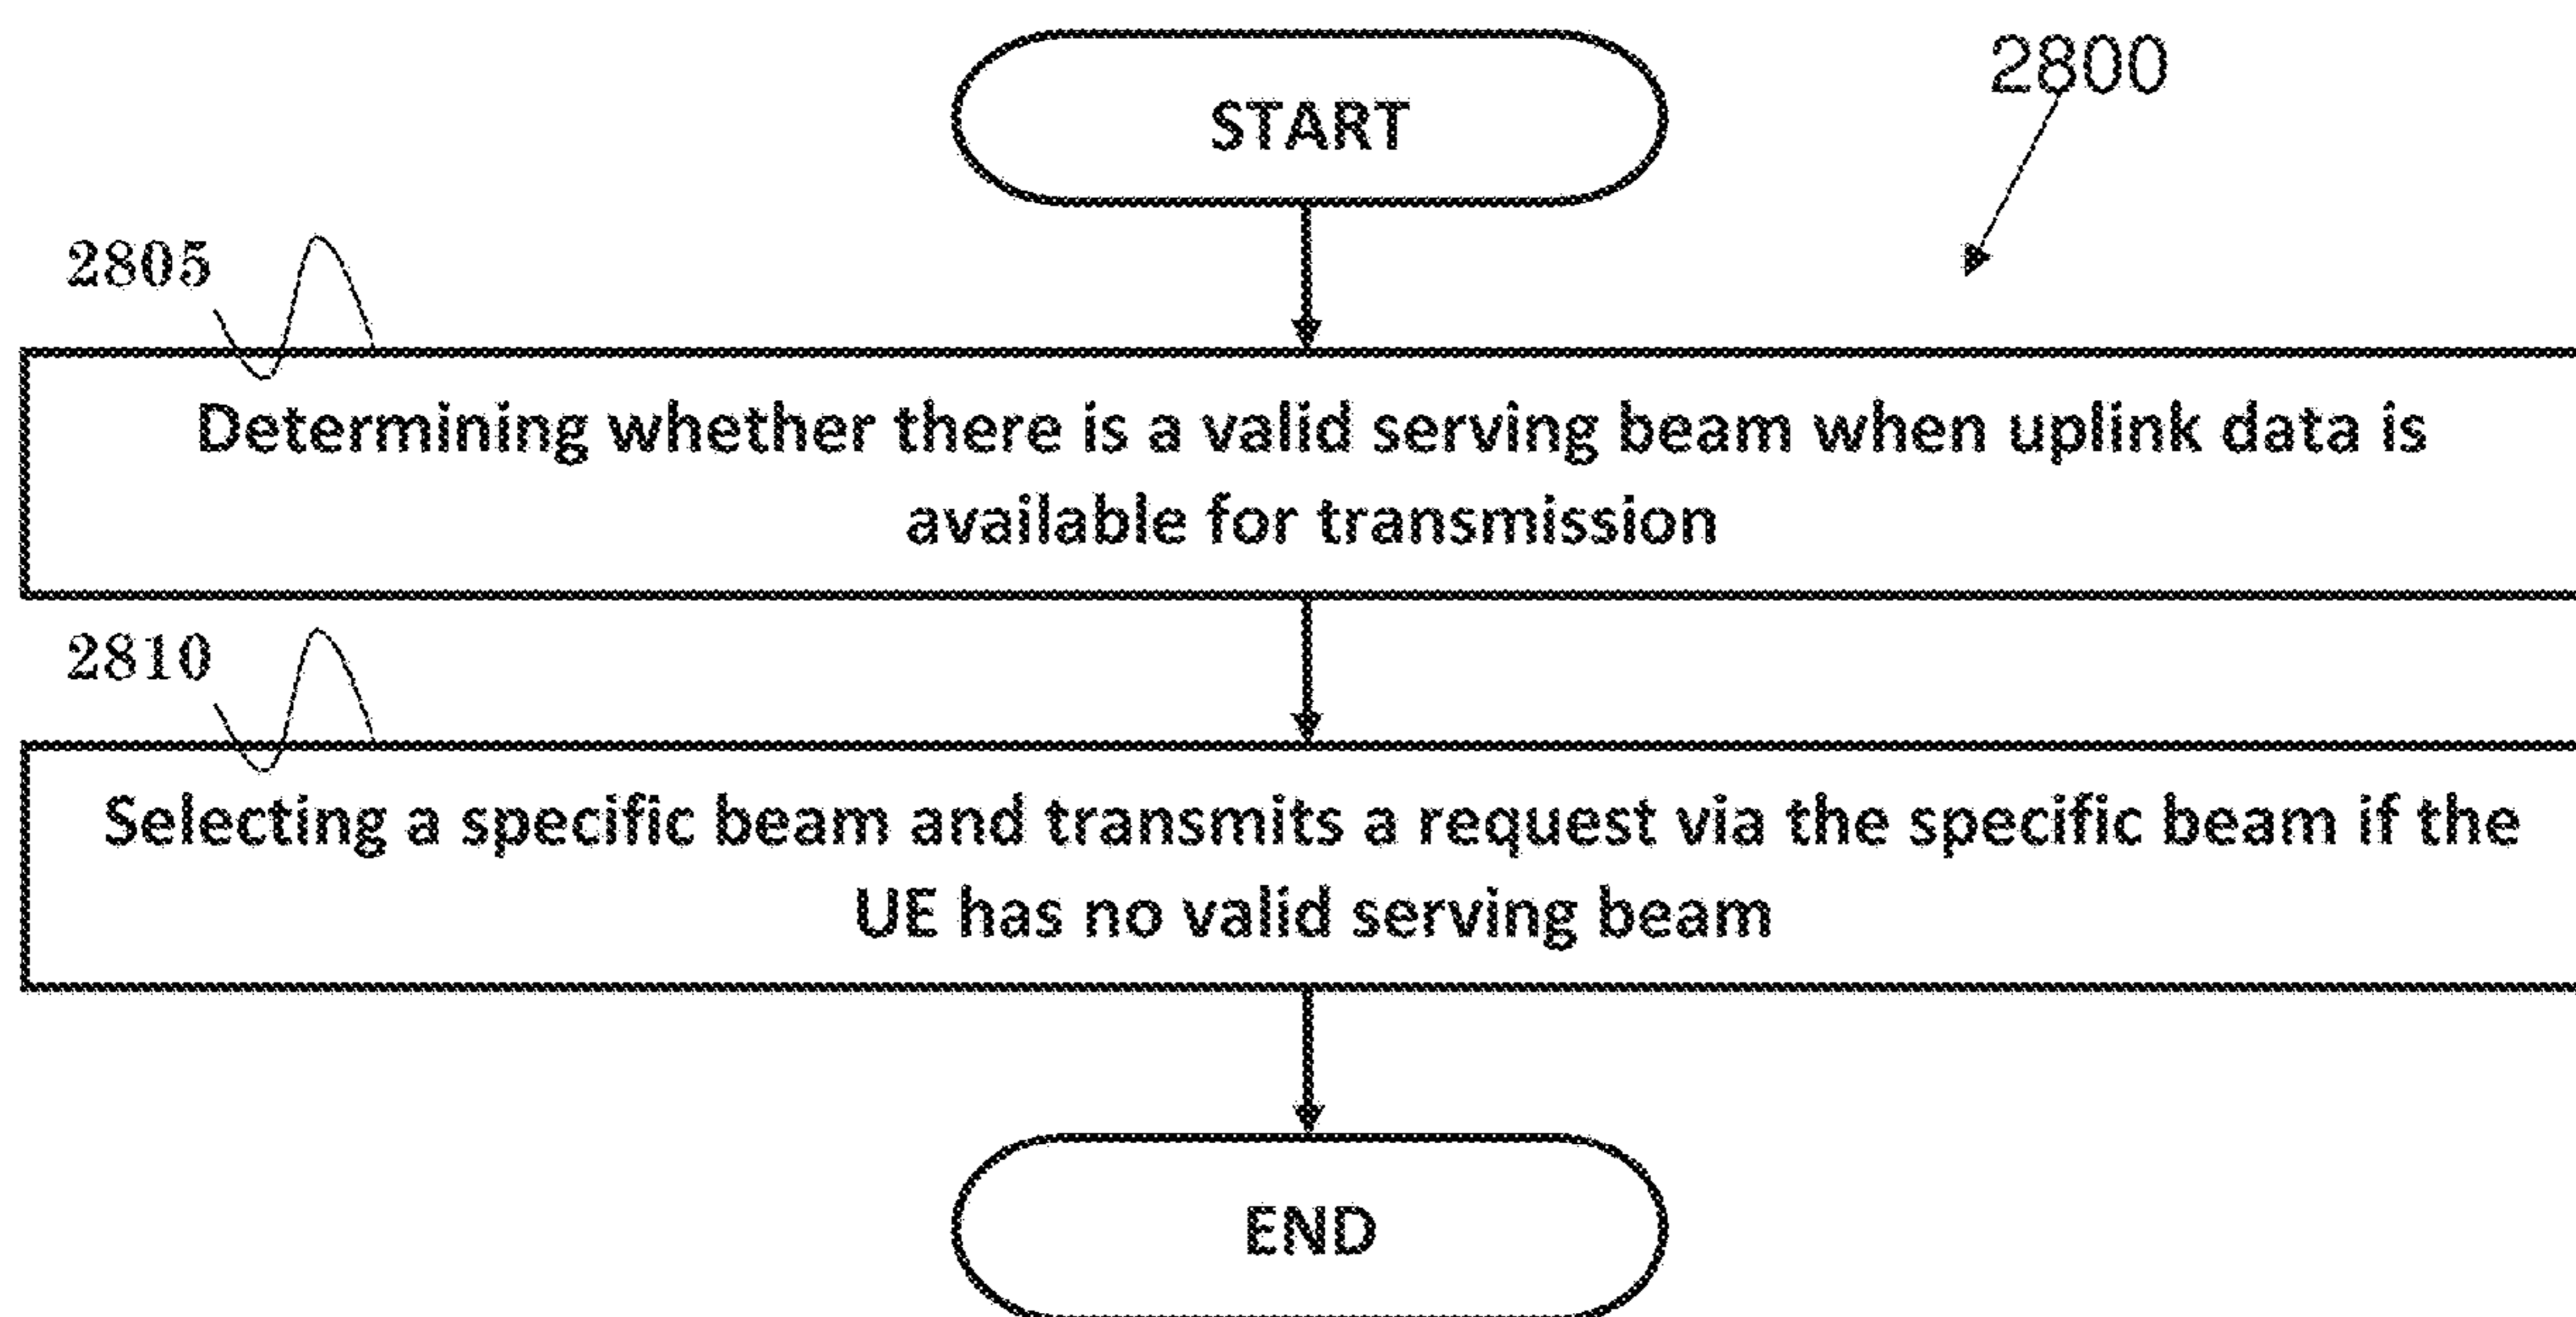 START
2800
2805
Determining whether there is a valid serving beam when uplink data is
available for transmission
2810
Selecting a specific beam and transmits a request via the specific beam if the
UE has no valid serving beam
END